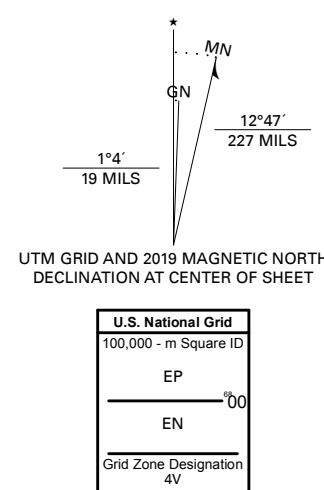 ★
MN
GN
12°47´
227 MILS
1°4´
19 MILS
UTM GRID AND 2019 MAGNETIC NORTH
DECLINATION AT CENTER OF SHEET
U.S. National Grid
100,000 - m Square ID
EP
⁶⁸00
EN
Grid Zone Designation
4V